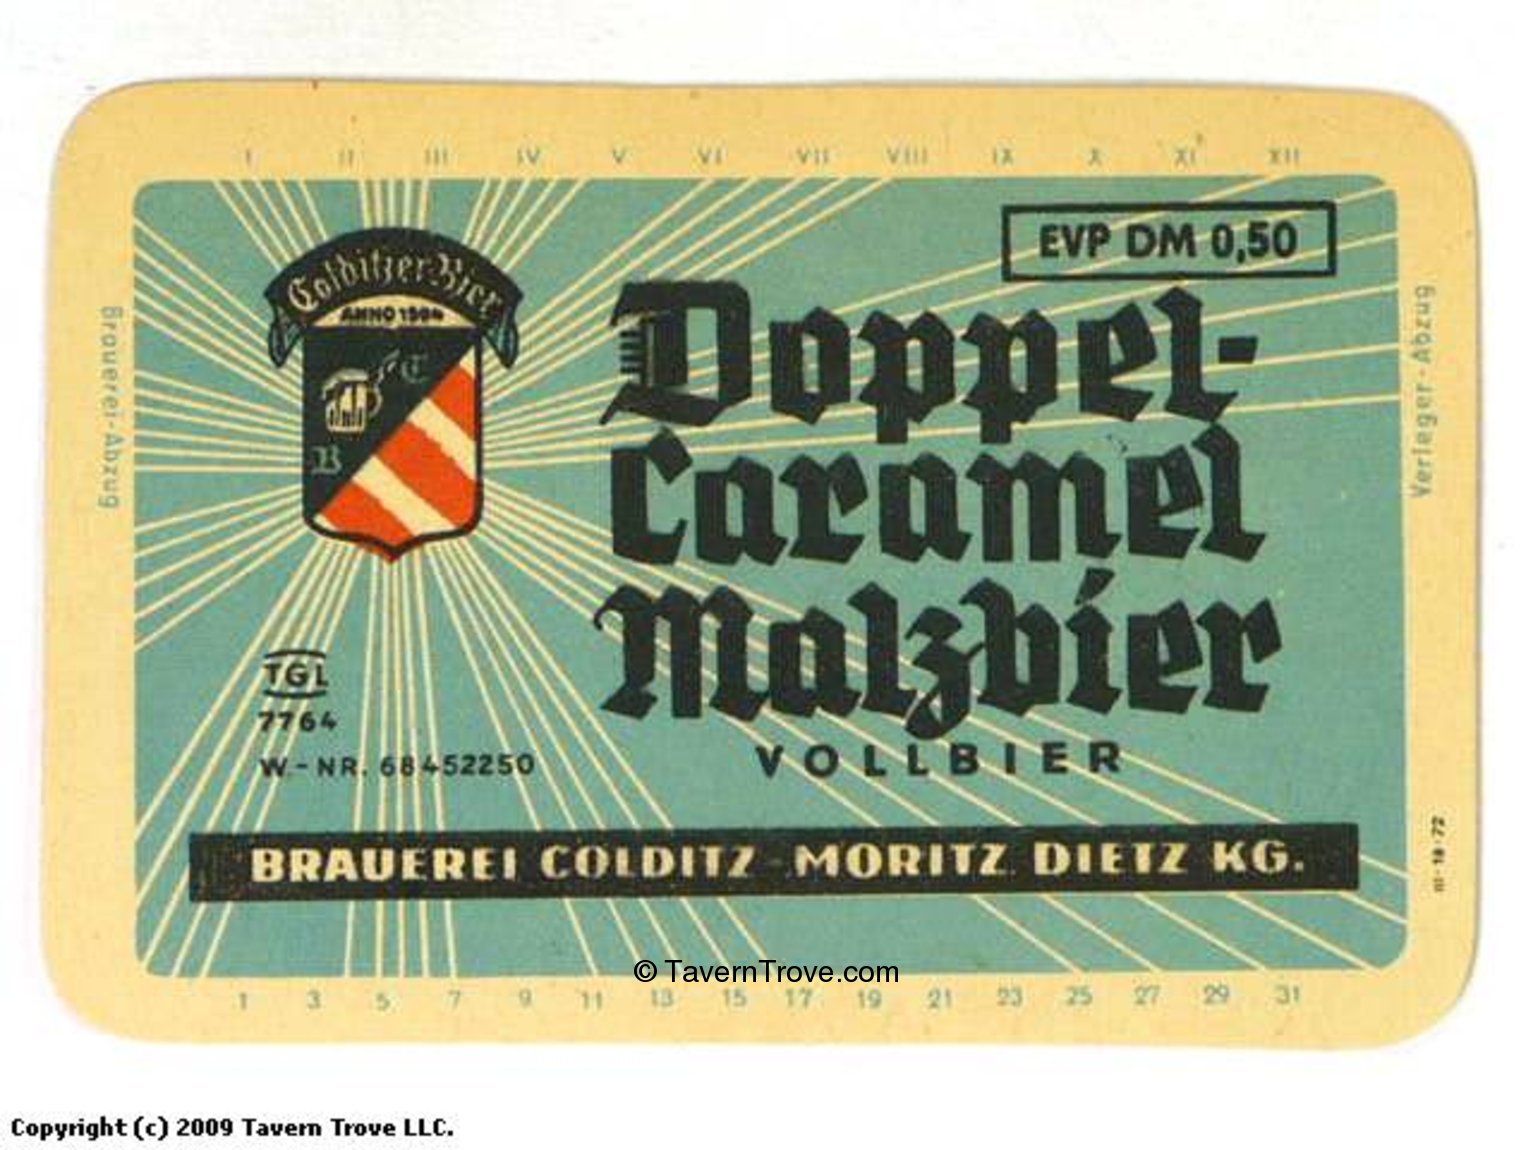 I II III IV V VI VII VIII IX X XI XII
EVP DM 0,50
Colditzer Bier
ANNO 1504
B C
Doppel-
Caramel
Malzbier
VOLLBIER
TGL
7764
W.-NR. 68452250
BRAUEREI COLDITZ MORITZ DIETZ KG.
Brauerei-Abzug
Verleger-Abzug
III-18-72
1 3 5 7 9 11 13 15 17 19 21 23 25 27 29 31
© TavernTrove.com
Copyright (c) 2009 Tavern Trove LLC.